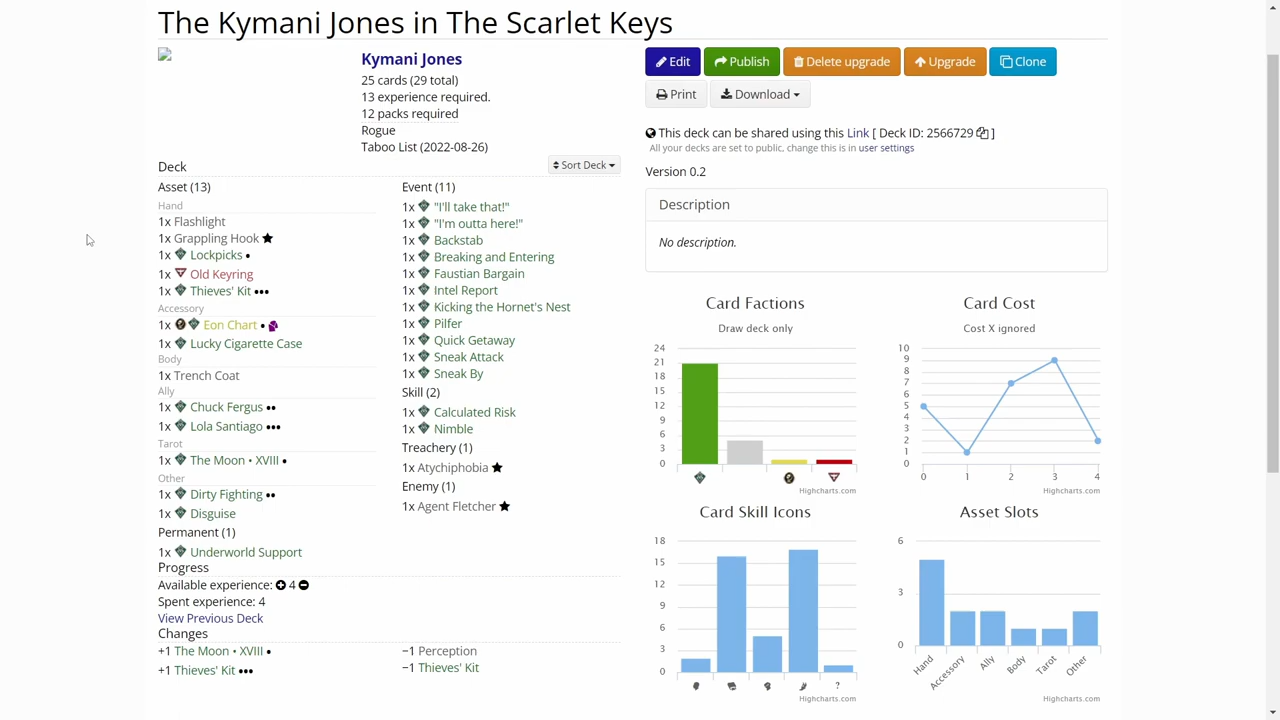 The Kymani Jones in The Scarlet Keys
Kymani Jones
25 cards (29 total)
13 experience required.
12 packs required
Rogue
Taboo List (2022-08-26)
Deck
Sort Deck
Asset (13)
Hand
1x Flashlight
1x Grappling Hook ★
1x Lockpicks •
1x Old Keyring
1x Thieves' Kit •••
Accessory
1x Eon Chart •
1x Lucky Cigarette Case
Body
1x Trench Coat
Ally
1x Chuck Fergus ••
1x Lola Santiago •••
Tarot
1x The Moon • XVIII •
Other
1x Dirty Fighting ••
1x Disguise
Permanent (1)
1x Underworld Support
Event (11)
1x "I'll take that!"
1x "I'm outta here!"
1x Backstab
1x Breaking and Entering
1x Faustian Bargain
1x Intel Report
1x Kicking the Hornet's Nest
1x Pilfer
1x Quick Getaway
1x Sneak Attack
1x Sneak By
Skill (2)
1x Calculated Risk
1x Nimble
Treachery (1)
1x Atychiphobia ★
Enemy (1)
1x Agent Fletcher ★
Progress
Available experience: 4
Spent experience: 4
View Previous Deck
Changes
+1 The Moon • XVIII •
+1 Thieves' Kit •••
−1 Perception
−1 Thieves' Kit
Edit Publish Delete upgrade Upgrade Clone
Print Download
This deck can be shared using this Link [ Deck ID: 2566729 ]
All your decks are set to public, change this is in user settings
Version 0.2
Description
No description.
Card Factions
Draw deck only
24
21
18
15
12
9
6
3
0
Highcharts.com
Card Cost
Cost X ignored
10
9
8
7
6
5
4
3
2
1
0
0 1 2 3 4
Highcharts.com
Card Skill Icons
18
15
12
9
6
3
0
?
Highcharts.com
Asset Slots
6
3
0
Hand Accessory Ally Body Tarot Other
Highcharts.com